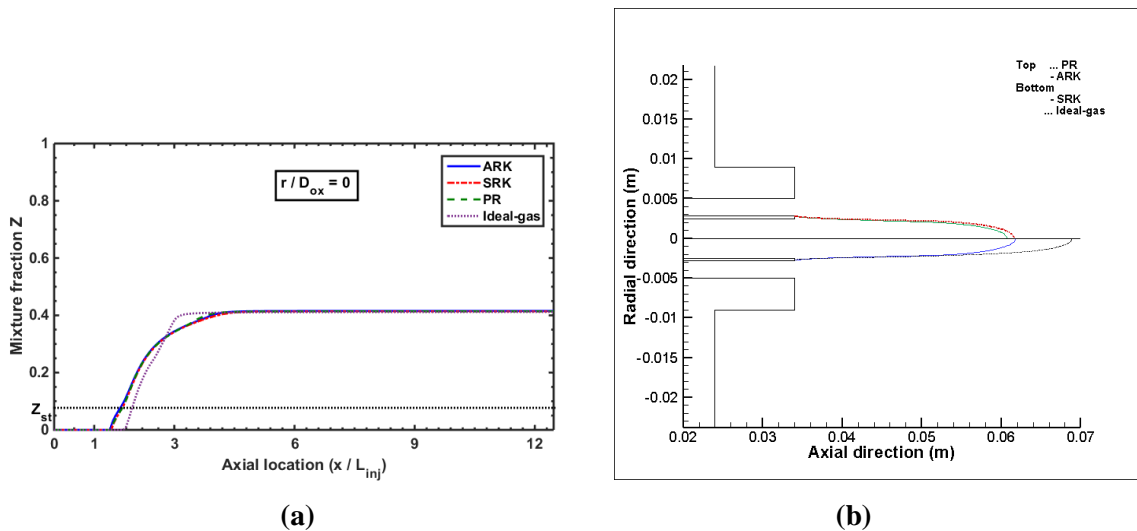 1
0.8
0.6
0.4
0.2
0
Z_st
Mixture fraction Z
r / D_ox = 0
ARK
SRK
PR
Ideal-gas
0 1 3 6 9 12
Axial location (x / L_inj)
(a)
Top ... PR
- ARK
Bottom
- SRK
... Ideal-gas
0.02
0.015
0.01
0.005
0
-0.005
-0.01
-0.015
-0.02
Radial direction (m)
0.02 0.03 0.04 0.05 0.06 0.07
Axial direction (m)
(b)